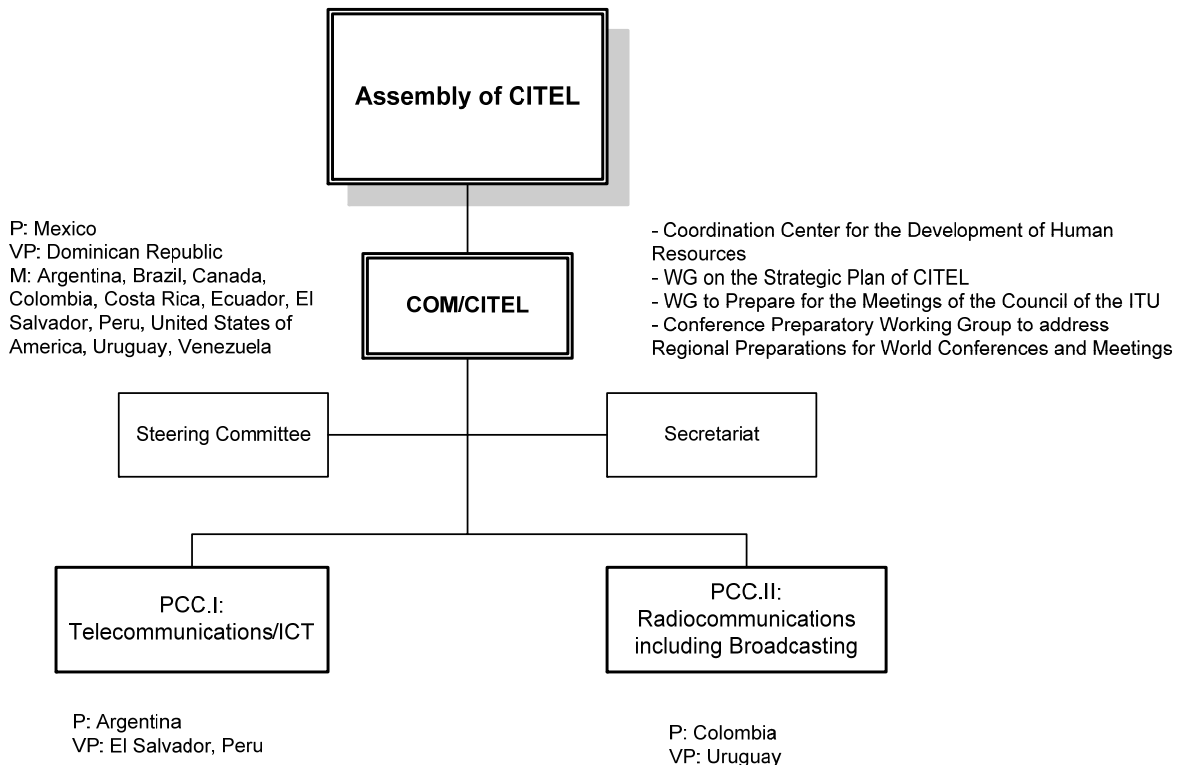 Assembly of CITEL
P: Mexico
VP: Dominican Republic
M: Argentina, Brazil, Canada,
Colombia, Costa Rica, Ecuador, El
Salvador, Peru, United States of
America, Uruguay, Venezuela
COM/CITEL
- Coordination Center for the Development of Human
Resources
- WG on the Strategic Plan of CITEL
- WG to Prepare for the Meetings of the Council of the ITU
- Conference Preparatory Working Group to address
Regional Preparations for World Conferences and Meetings
Steering Committee
Secretariat
PCC.I:
Telecommunications/ICT
PCC.II:
Radiocommunications
including Broadcasting
P: Argentina
VP: El Salvador, Peru
P: Colombia
VP: Uruguay